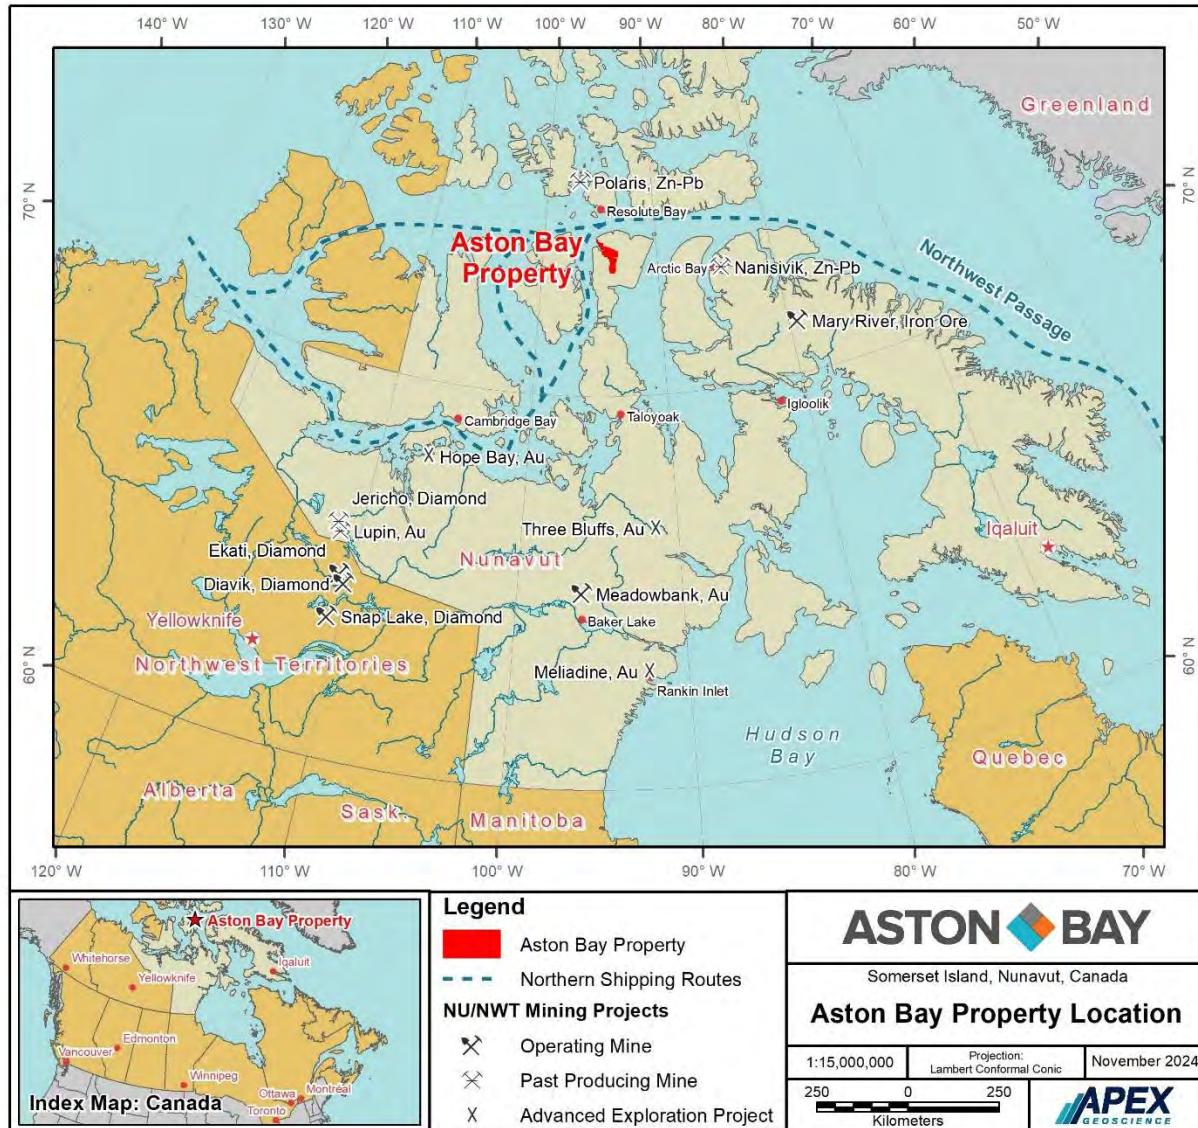 140° W
130° W
120° W
110° W
100° W
90° W
80° W
70° W
60° W
50° W
Greenland
70° N
70° N
Polaris, Zn-Pb
Resolute Bay
Aston Bay
Property
Arctic Bay
Nanisivik, Zn-Pb
Northwest Passage
Mary River, Iron Ore
Cambridge Bay
Taloyoak
Igloolik
Hope Bay, Au
Jericho, Diamond
Lupin, Au
Three Bluffs, Au
Iqaluit
Ekati, Diamond
Nunavut
Diavik, Diamond
Meadowbank, Au
Snap Lake, Diamond
Yellowknife
Baker Lake
Northwest Territories
60° N
60° N
Meliadine, Au
Rankin Inlet
Hudson
Bay
Quebec
Alberta
Sask.
Manitoba
120° W
110° W
100° W
90° W
80° W
70° W
Aston Bay Property
Whitehorse
Yellowknife
Iqaluit
Edmonton
Vancouver
Winnipeg
Ottawa
Montréal
Toronto
Index Map: Canada
Legend
Aston Bay Property
Northern Shipping Routes
NU/NWT Mining Projects
Operating Mine
Past Producing Mine
Advanced Exploration Project
ASTON BAY
Somerset Island, Nunavut, Canada
Aston Bay Property Location
1:15,000,000
Projection:
Lambert Conformal Conic
November 2024
250 0 250
Kilometers
APEX
GEOSCIENCE